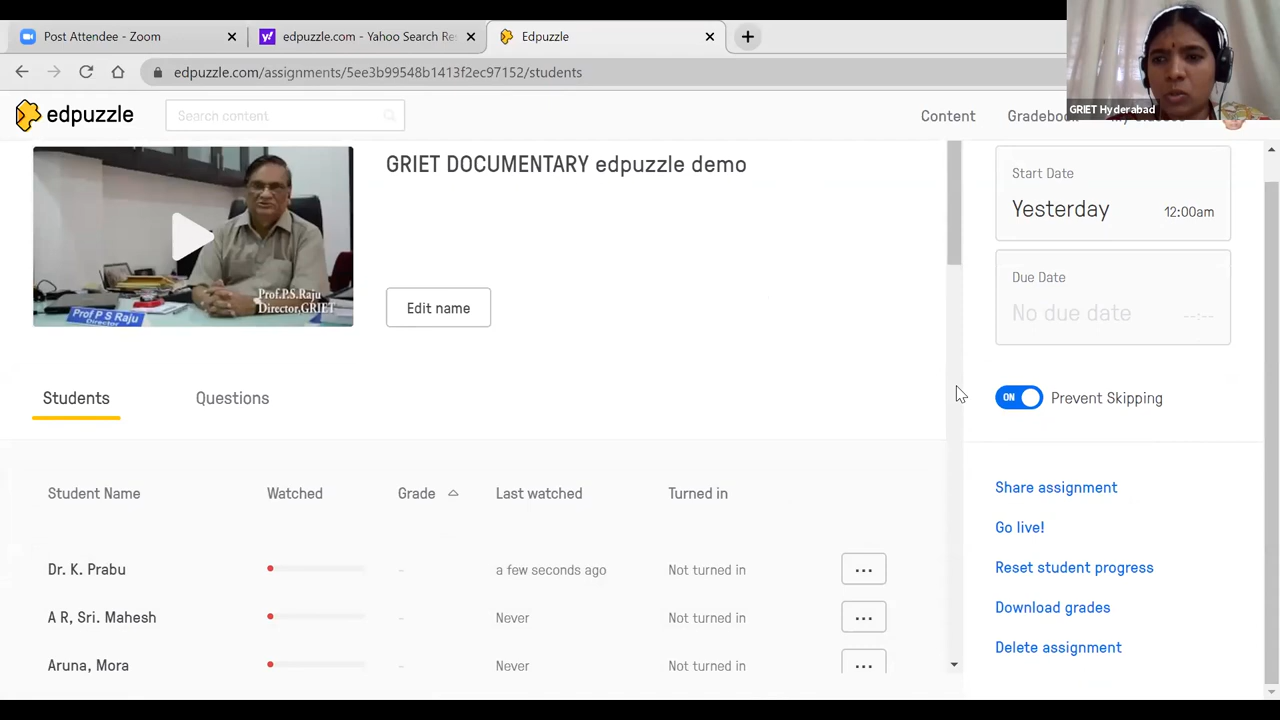 Post Attendee - Zoom
edpuzzle.com - Yahoo Search Res
Edpuzzle
edpuzzle.com/assignments/5ee3b99548b1413f2ec97152/students
GRIET Hyderabad
edpuzzle
Search content
Content
Gradebook
GRIET DOCUMENTARY edpuzzle demo
Prof.P.S.Raju
Director,GRIET
Prof P S Raju
Director
Edit name
Start Date
Yesterday 12:00am
Due Date
No due date --:--
ON Prevent Skipping
Students Questions
Share assignment
Go live!
Reset student progress
Download grades
Delete assignment
Student Name Watched Grade Last watched Turned in
Dr. K. Prabu – a few seconds ago Not turned in ...
A R, Sri. Mahesh – Never Not turned in ...
Aruna, Mora – Never Not turned in ...